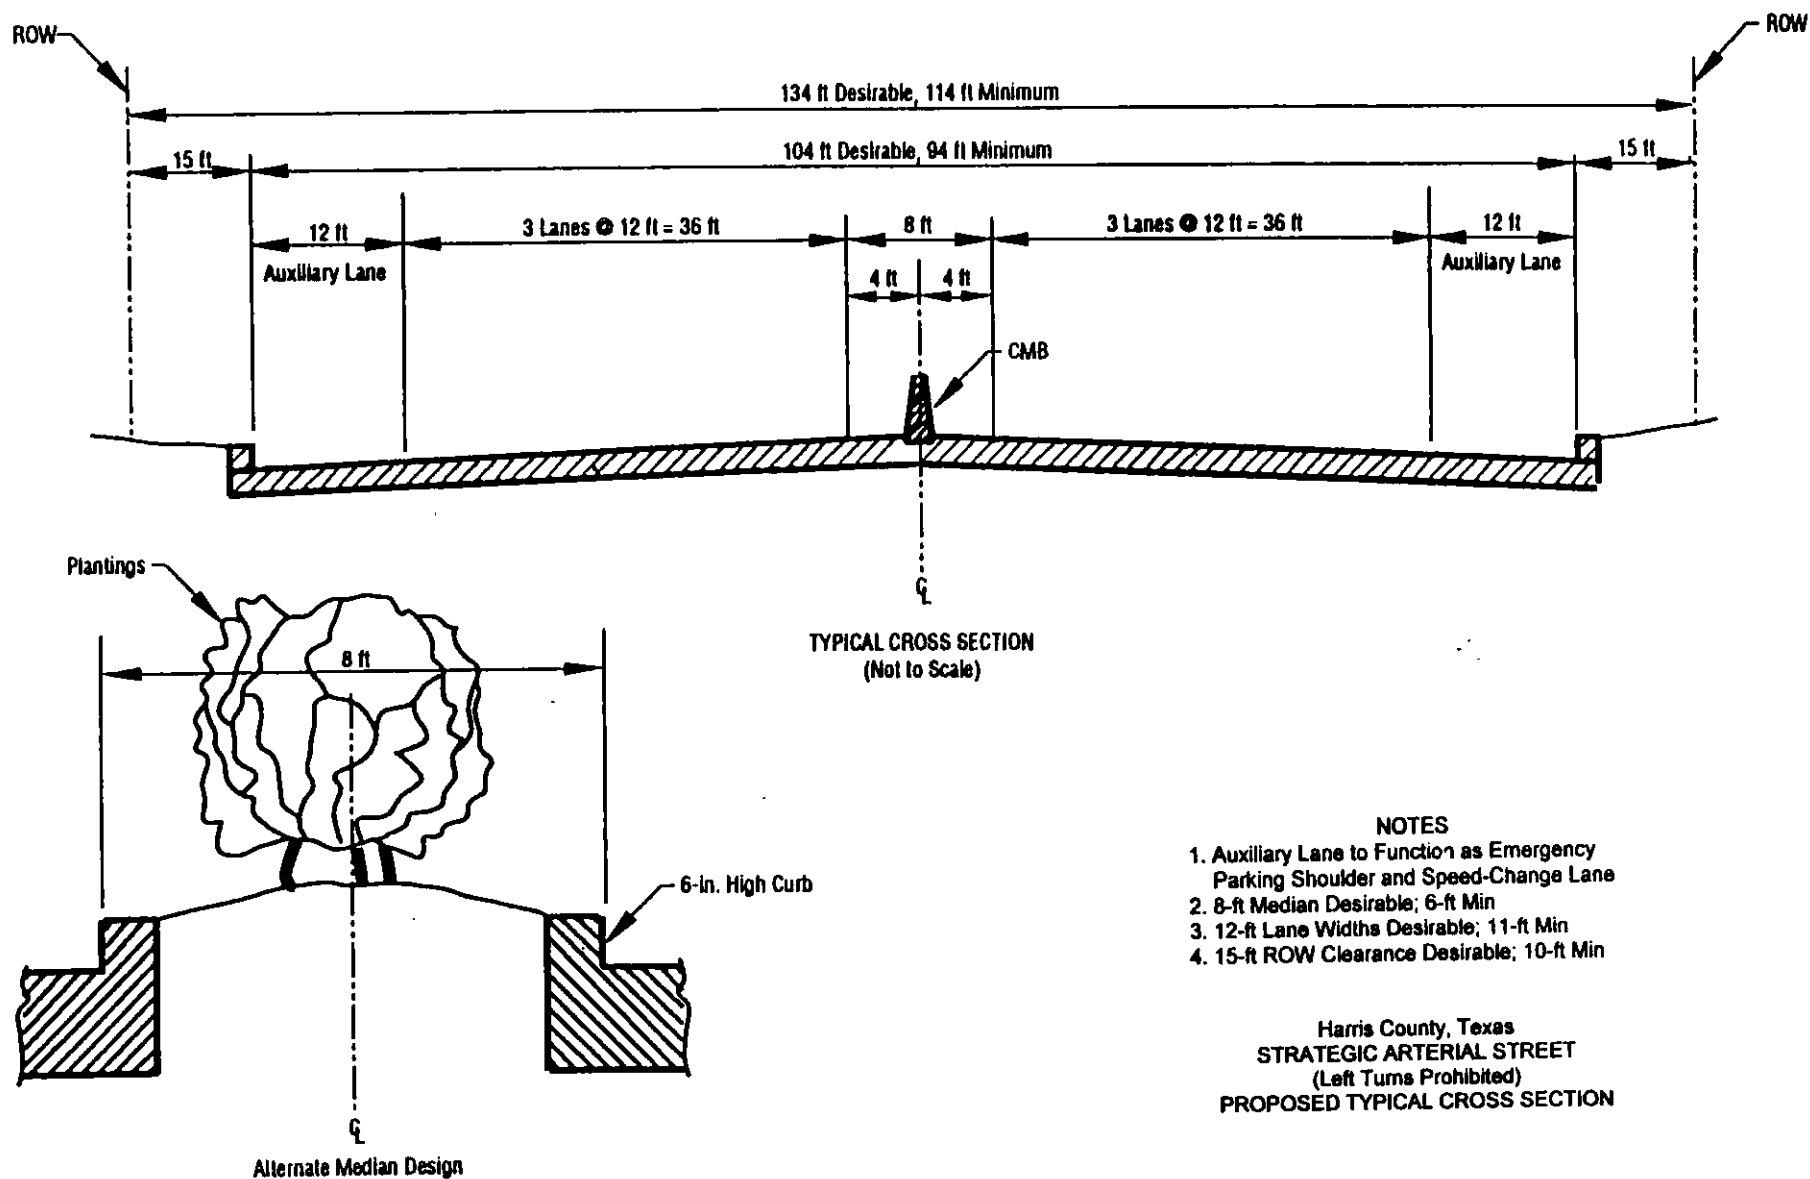 ROW
ROW
134 ft Desirable, 114 ft Minimum
15 ft
104 ft Desirable, 94 ft Minimum
15 ft
12 ft
3 Lanes @ 12 ft = 36 ft
8 ft
3 Lanes @ 12 ft = 36 ft
12 ft
Auxiliary Lane
4 ft
4 ft
Auxiliary Lane
CMB
CL
TYPICAL CROSS SECTION
(Not to Scale)
Plantings
8 ft
6-in. High Curb
CL
Alternate Median Design
NOTES
1. Auxiliary Lane to Function as Emergency
Parking Shoulder and Speed-Change Lane
2. 8-ft Median Desirable; 6-ft Min
3. 12-ft Lane Widths Desirable; 11-ft Min
4. 15-ft ROW Clearance Desirable; 10-ft Min
Harris County, Texas
STRATEGIC ARTERIAL STREET
(Left Turns Prohibited)
PROPOSED TYPICAL CROSS SECTION